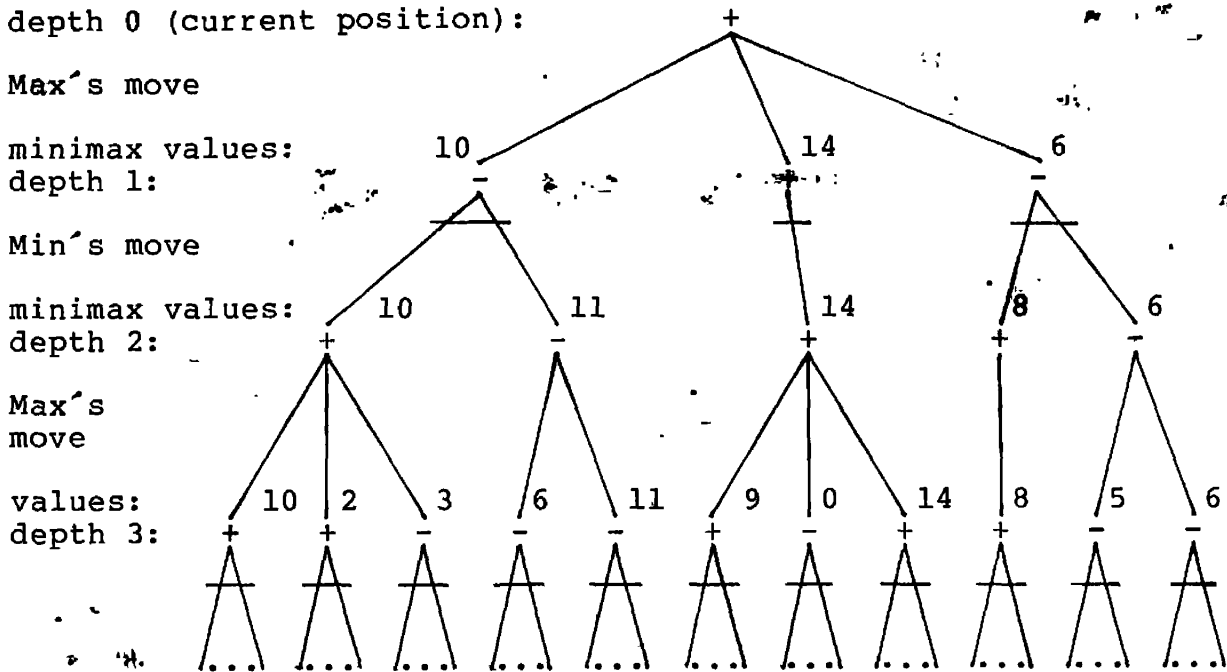 depth 0 (current position): +
Max´s move
minimax values: 10 14 6
depth 1: - + -
Min´s move
minimax values: 10 11 14 8 6
depth 2: + - + + -
Max´s
move
values: 10 2 3 6 11 9 0 14 8 5 6
depth 3: + + - - - + - + + - -
.... .... .... .... .... .... .... .... .... .... ....